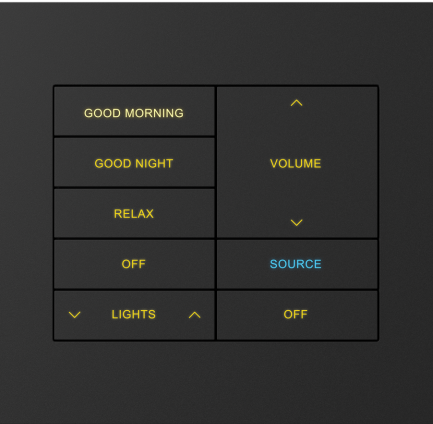 GOOD MORNING
GOOD NIGHT
RELAX
OFF
LIGHTS
VOLUME
SOURCE
OFF